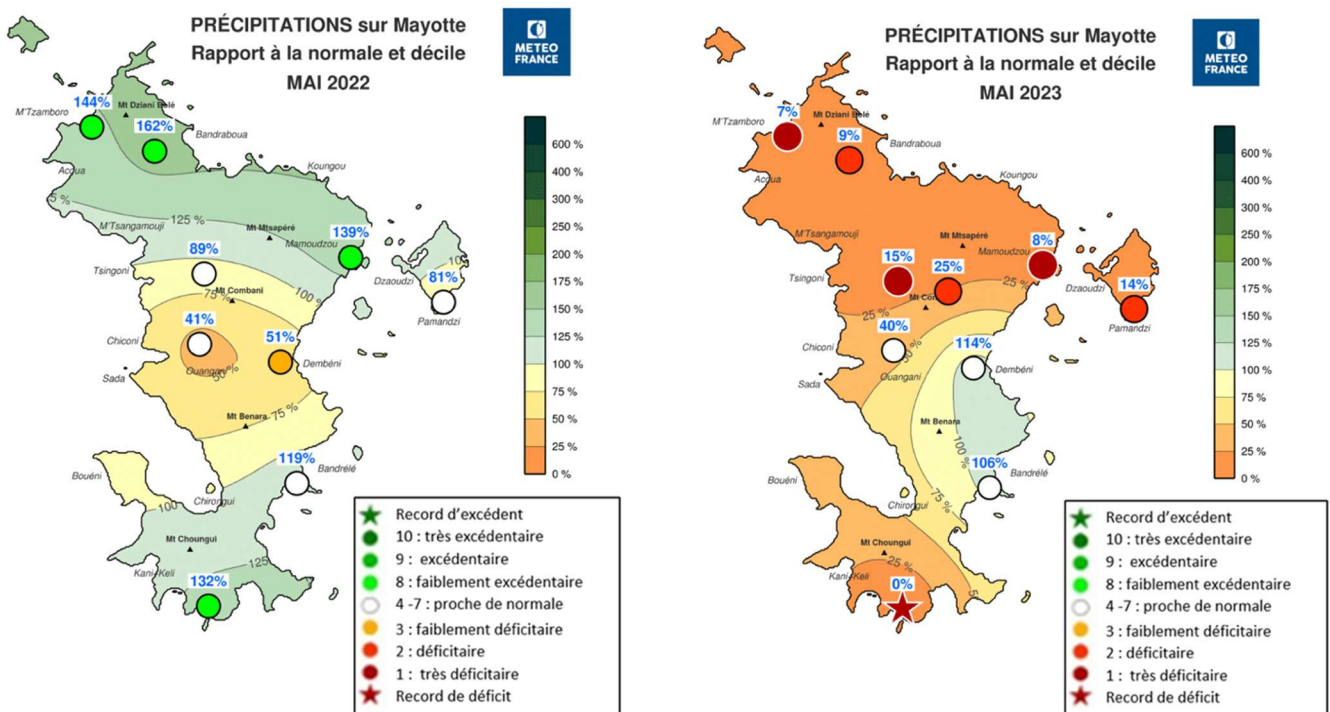 PRÉCIPITATIONS sur Mayotte
Rapport à la normale et décile
MAI 2022
METEO
FRANCE
144%
Mt Dziani Bolé
M'Tzamboro
162%
Bandraboua
Acqua
Koungou
5 %
125 %
M'Tsangamouji
Mt Mtsapéré
139%
Mamoudzou
89%
81%
Tsingoni
Dzaoudzi
75 %
Mt Combani
100 %
Pamandzi
41%
51%
Chiconi
Ouangani
Dembéni
50 %
Sada
75 %
Mt Benara
119%
Bandrélé
Bouéni
Chirongui
100
Mt Choungui
125
Kani-Keli
132%
600 %
400 %
300 %
250 %
200 %
175 %
150 %
125 %
100 %
75 %
50 %
25 %
0 %
Record d'excédent
10 : très excédentaire
9 : excédentaire
8 : faiblement excédentaire
4 -7 : proche de normale
3 : faiblement déficitaire
2 : déficitaire
1 : très déficitaire
Record de déficit
PRÉCIPITATIONS sur Mayotte
Rapport à la normale et décile
MAI 2023
METEO
FRANCE
7%
Mt Dziani Bolé
M'Tzamboro
9%
Bandraboua
Acqua
Koungou
M'Tsangamouji
Mt Mtsapéré
8%
Mamoudzou
15%
25%
Tsingoni
25 %
Dzaoudzi
14%
25 %
Pamandzi
40%
114%
Chiconi
50 %
Ouangani
Dembéni
Sada
Mt Benara
100 %
106%
Bandrélé
Bouéni
75 %
Chirongui
Mt Choungui
25 %
Kani-Keli
0%
600 %
400 %
300 %
250 %
200 %
175 %
150 %
125 %
100 %
75 %
50 %
25 %
0 %
Record d'excédent
10 : très excédentaire
9 : excédentaire
8 : faiblement excédentaire
4 -7 : proche de normale
3 : faiblement déficitaire
2 : déficitaire
1 : très déficitaire
Record de déficit